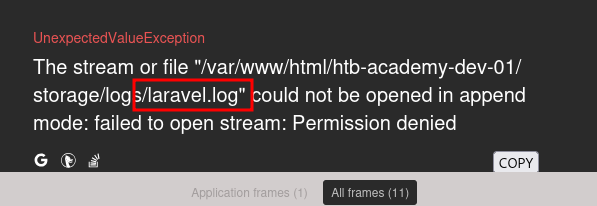 UnexpectedValueException
The stream or file "/var/www/html/htb-academy-dev-01/
storage/logs/laravel.log" could not be opened in append
mode: failed to open stream: Permission denied
COPY
Application frames (1) All frames (11)